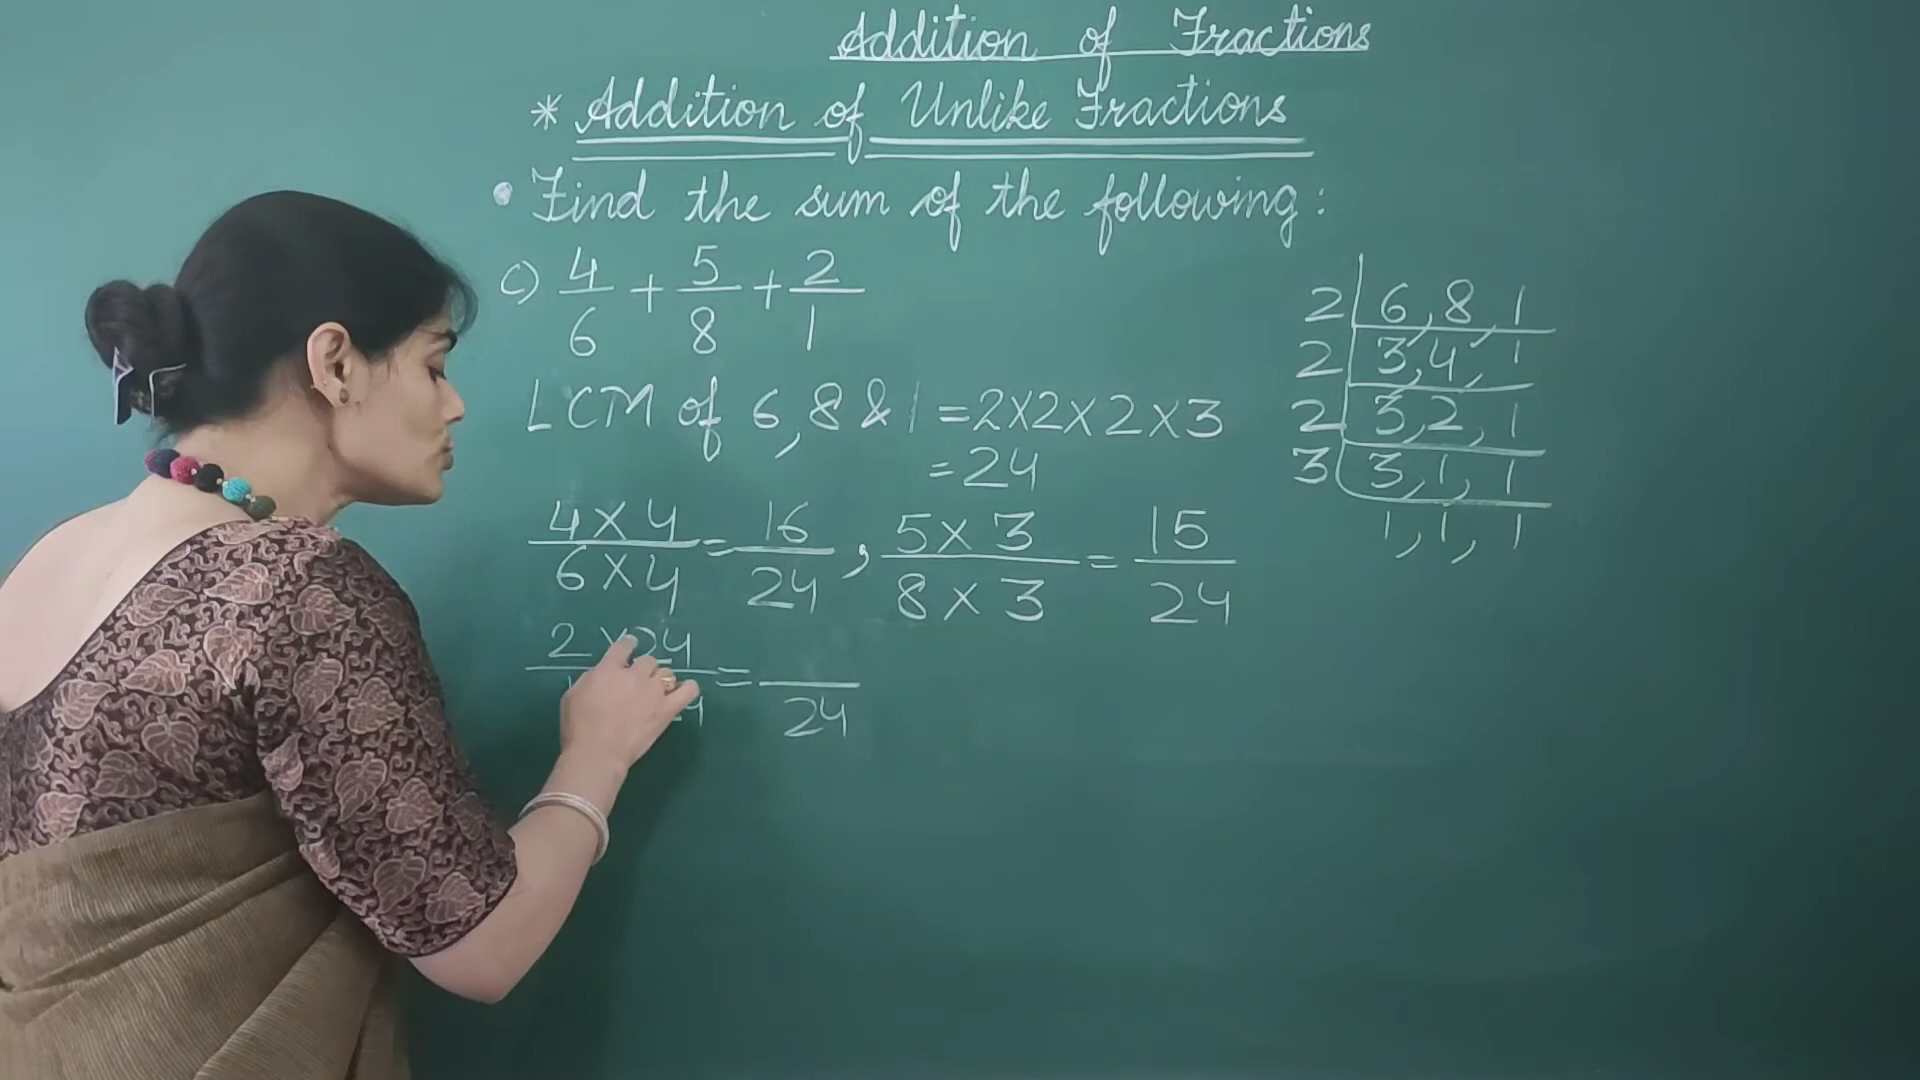 Addition of Fractions
* Addition of Unlike Fractions
• Find the sum of the following:
c) 4/6 + 5/8 + 2/1
LCM of 6, 8 & 1 = 2×2×2×3
= 24
4×4/6×4 = 16/24, 5×3/8×3 = 15/24
2×24/1 24 = /24
2 | 6, 8, 1
2 | 3, 4, 1
2 | 3, 2, 1
3 | 3, 1, 1
1, 1, 1